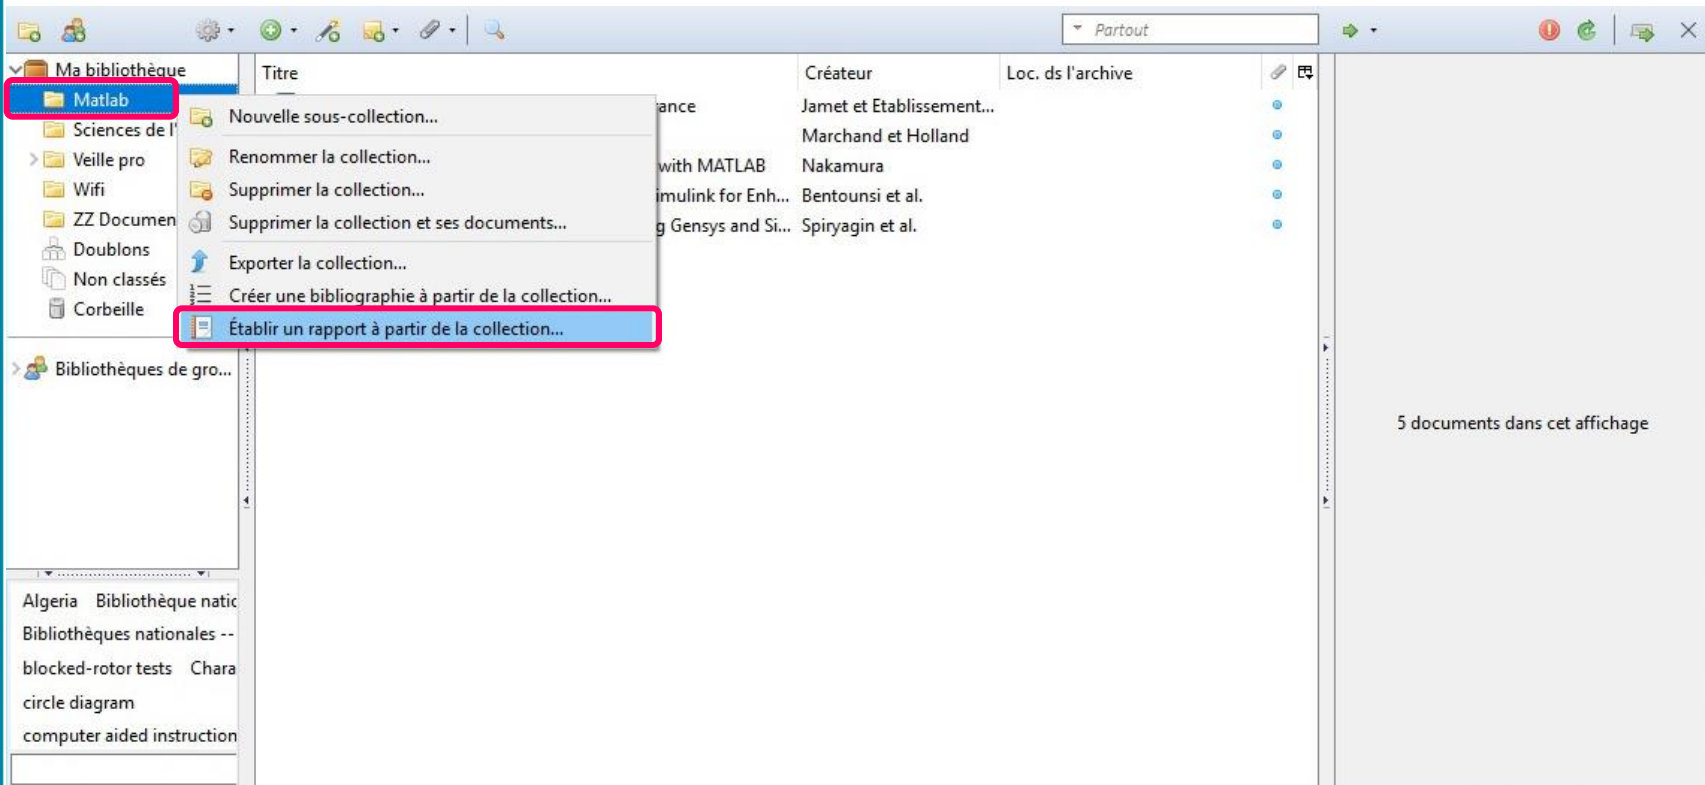 Partout
Ma bibliothèque
Matlab
Sciences de l'
Veille pro
Wifi
ZZ Documen
Doublons
Non classés
Corbeille
Bibliothèques de gro...
Nouvelle sous-collection...
Renommer la collection...
Supprimer la collection...
Supprimer la collection et ses documents...
Exporter la collection...
Créer une bibliographie à partir de la collection...
Établir un rapport à partir de la collection...
Titre Créateur Loc. ds l'archive
ance Jamet et Etablissement...
Marchand et Holland
with MATLAB Nakamura
imulink for Enh... Bentounsi et al.
g Gensys and Si... Spiryagin et al.
5 documents dans cet affichage
Algeria Bibliothèque natic
Bibliothèques nationales --
blocked-rotor tests Chara
circle diagram
computer aided instruction